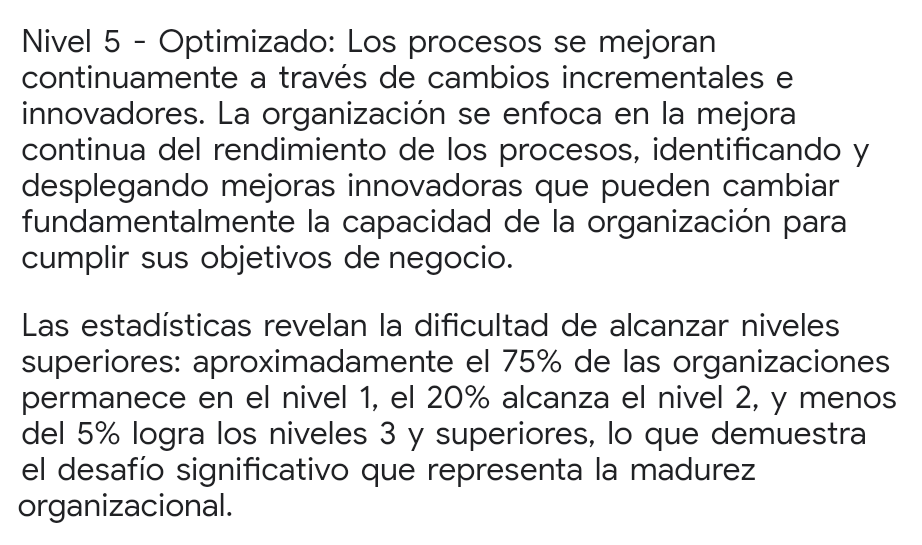 Nivel 5 - Optimizado: Los procesos se mejoran
continuamente a través de cambios incrementales e
innovadores. La organización se enfoca en la mejora
continua del rendimiento de los procesos, identificando y
desplegando mejoras innovadoras que pueden cambiar
fundamentalmente la capacidad de la organización para
cumplir sus objetivos de negocio.
Las estadísticas revelan la dificultad de alcanzar niveles
superiores: aproximadamente el 75% de las organizaciones
permanece en el nivel 1, el 20% alcanza el nivel 2, y menos
del 5% logra los niveles 3 y superiores, lo que demuestra
el desafío significativo que representa la madurez
organizacional.